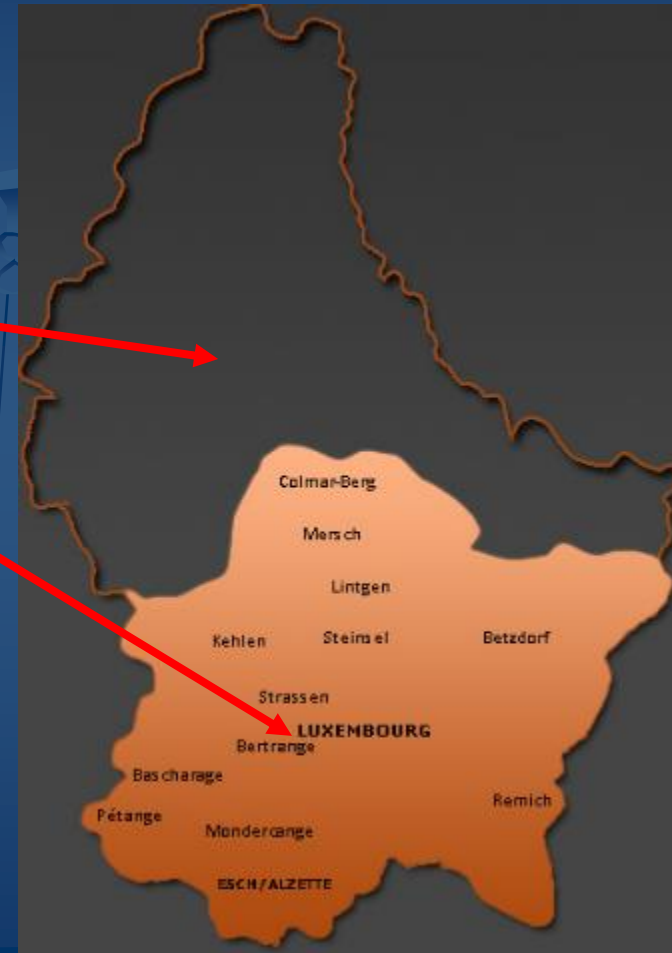 Colmar-Berg
Mersch
Lintgen
Kehlen Steinsel Betzdorf
Strassen
LUXEMBOURG
Bertrange
Bascharage
Remich
Pétange
Mondercange
ESCH/ALZETTE